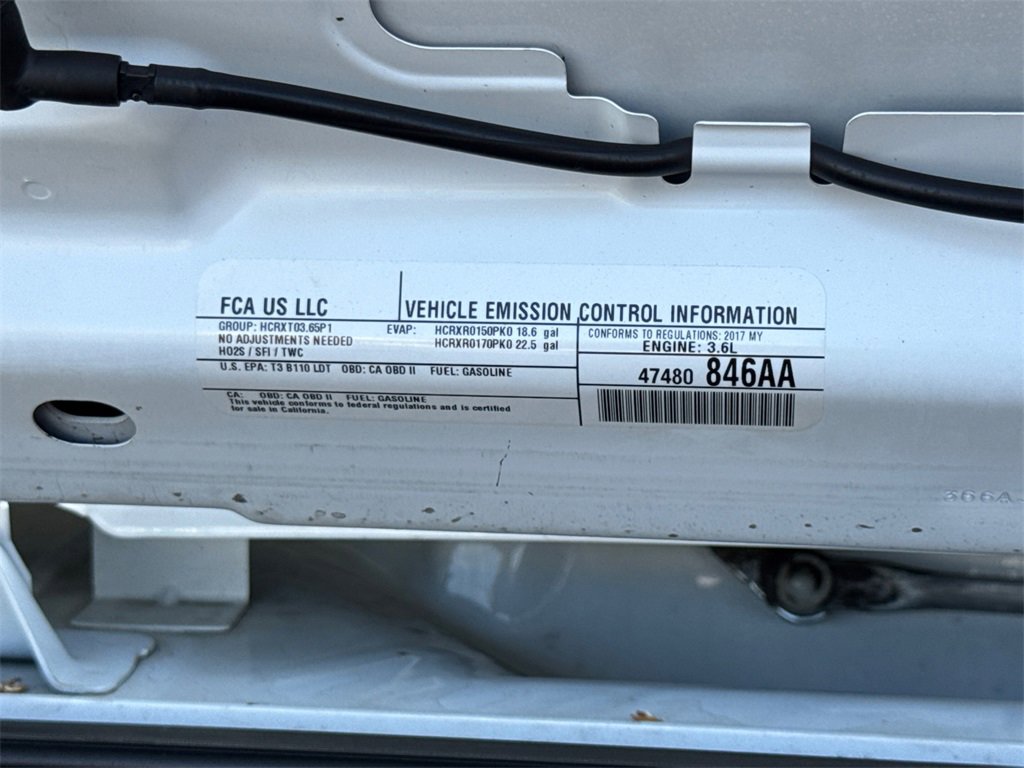 FCA US LLC
VEHICLE EMISSION CONTROL INFORMATION
GROUP: HCRXT03.65P1
NO ADJUSTMENTS NEEDED
HO2S / SFI / TWC
EVAP: HCRXR0150PK0 18.6 gal
HCRXR0170PK0 22.5 gal
CONFORMS TO REGULATIONS: 2017 MY
ENGINE: 3.6L
U.S. EPA: T3 B110 LDT OBD: CA OBD II FUEL: GASOLINE
47480 846AA
CA: OBD: CA OBD II FUEL: GASOLINE
This vehicle conforms to federal regulations and is certified
for sale in California.
366A